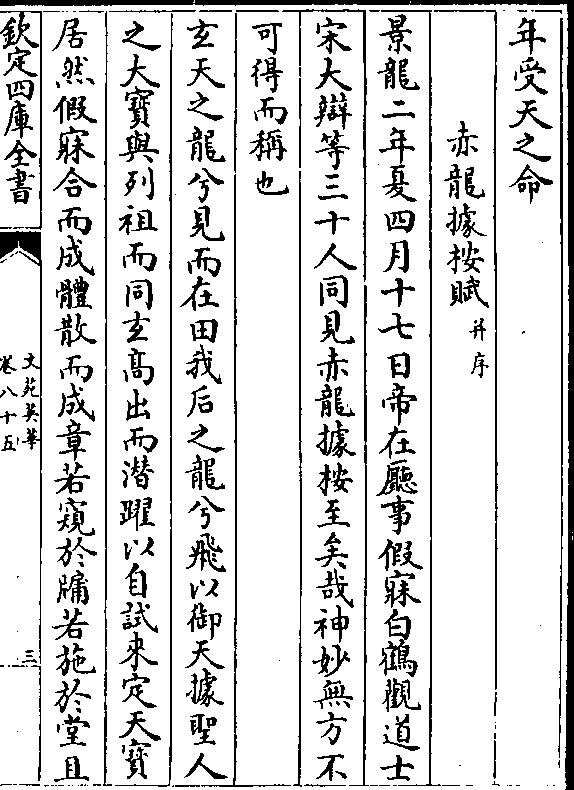 年受天之命
赤龍據桉賦并序
景龍二年夏四月十七日帝在廳事假寐白鶴觀道士
宋大辯等三十人同見赤龍據桉至矣哉神妙無方不
可得而稱也
玄天之龍兮見而在田我后之龍兮飛以御天據聖人
之大寶與列祖而同玄高出而潛躍以自試來定天寶
居然假寐合而成體散而成章若窺於牖若施於堂且
欽定四庫全書
文苑英華
卷八十五
三